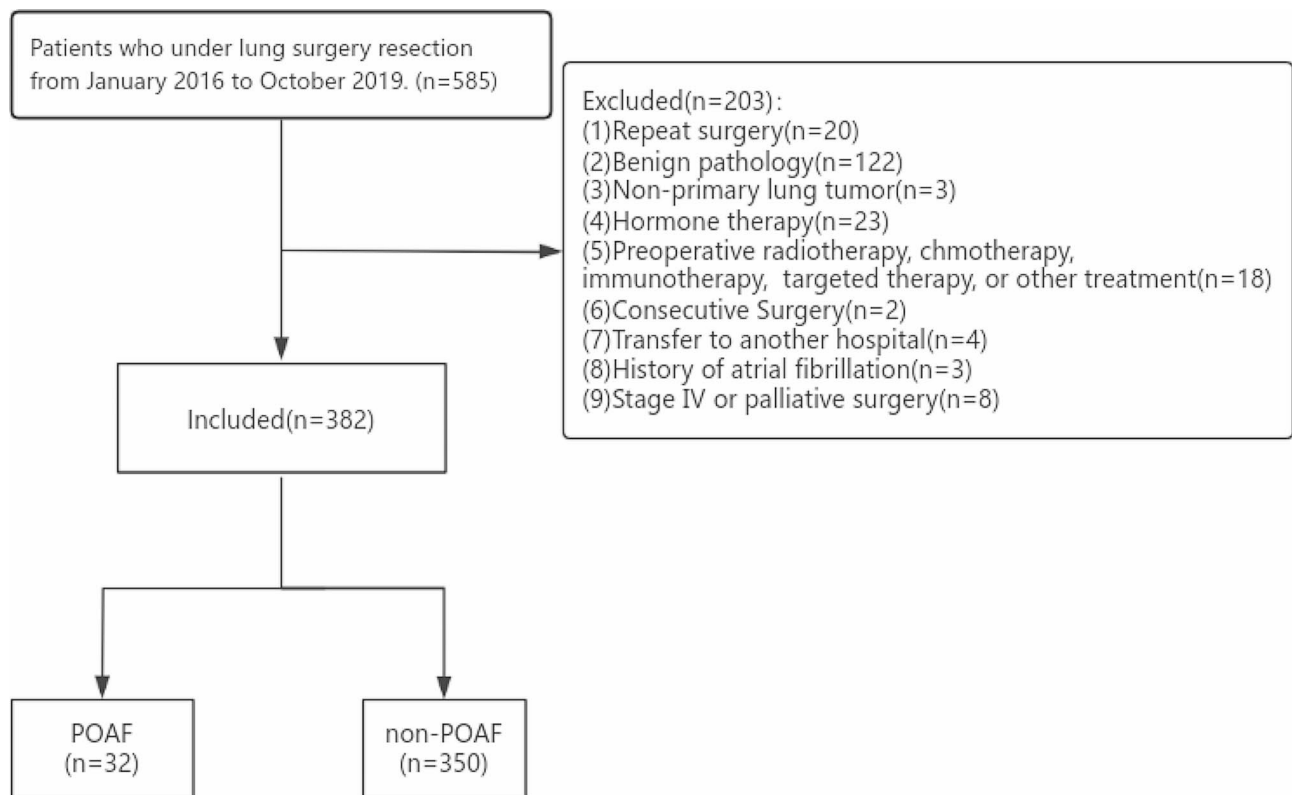 Patients who under lung surgery resection
from January 2016 to October 2019. (n=585)
Excluded(n=203):
(1)Repeat surgery(n=20)
(2)Benign pathology(n=122)
(3)Non-primary lung tumor(n=3)
(4)Hormone therapy(n=23)
(5)Preoperative radiotherapy, chmotherapy,
immunotherapy, targeted therapy, or other treatment(n=18)
(6)Consecutive Surgery(n=2)
(7)Transfer to another hospital(n=4)
(8)History of atrial fibrillation(n=3)
(9)Stage IV or palliative surgery(n=8)
Included(n=382)
POAF
(n=32)
non-POAF
(n=350)